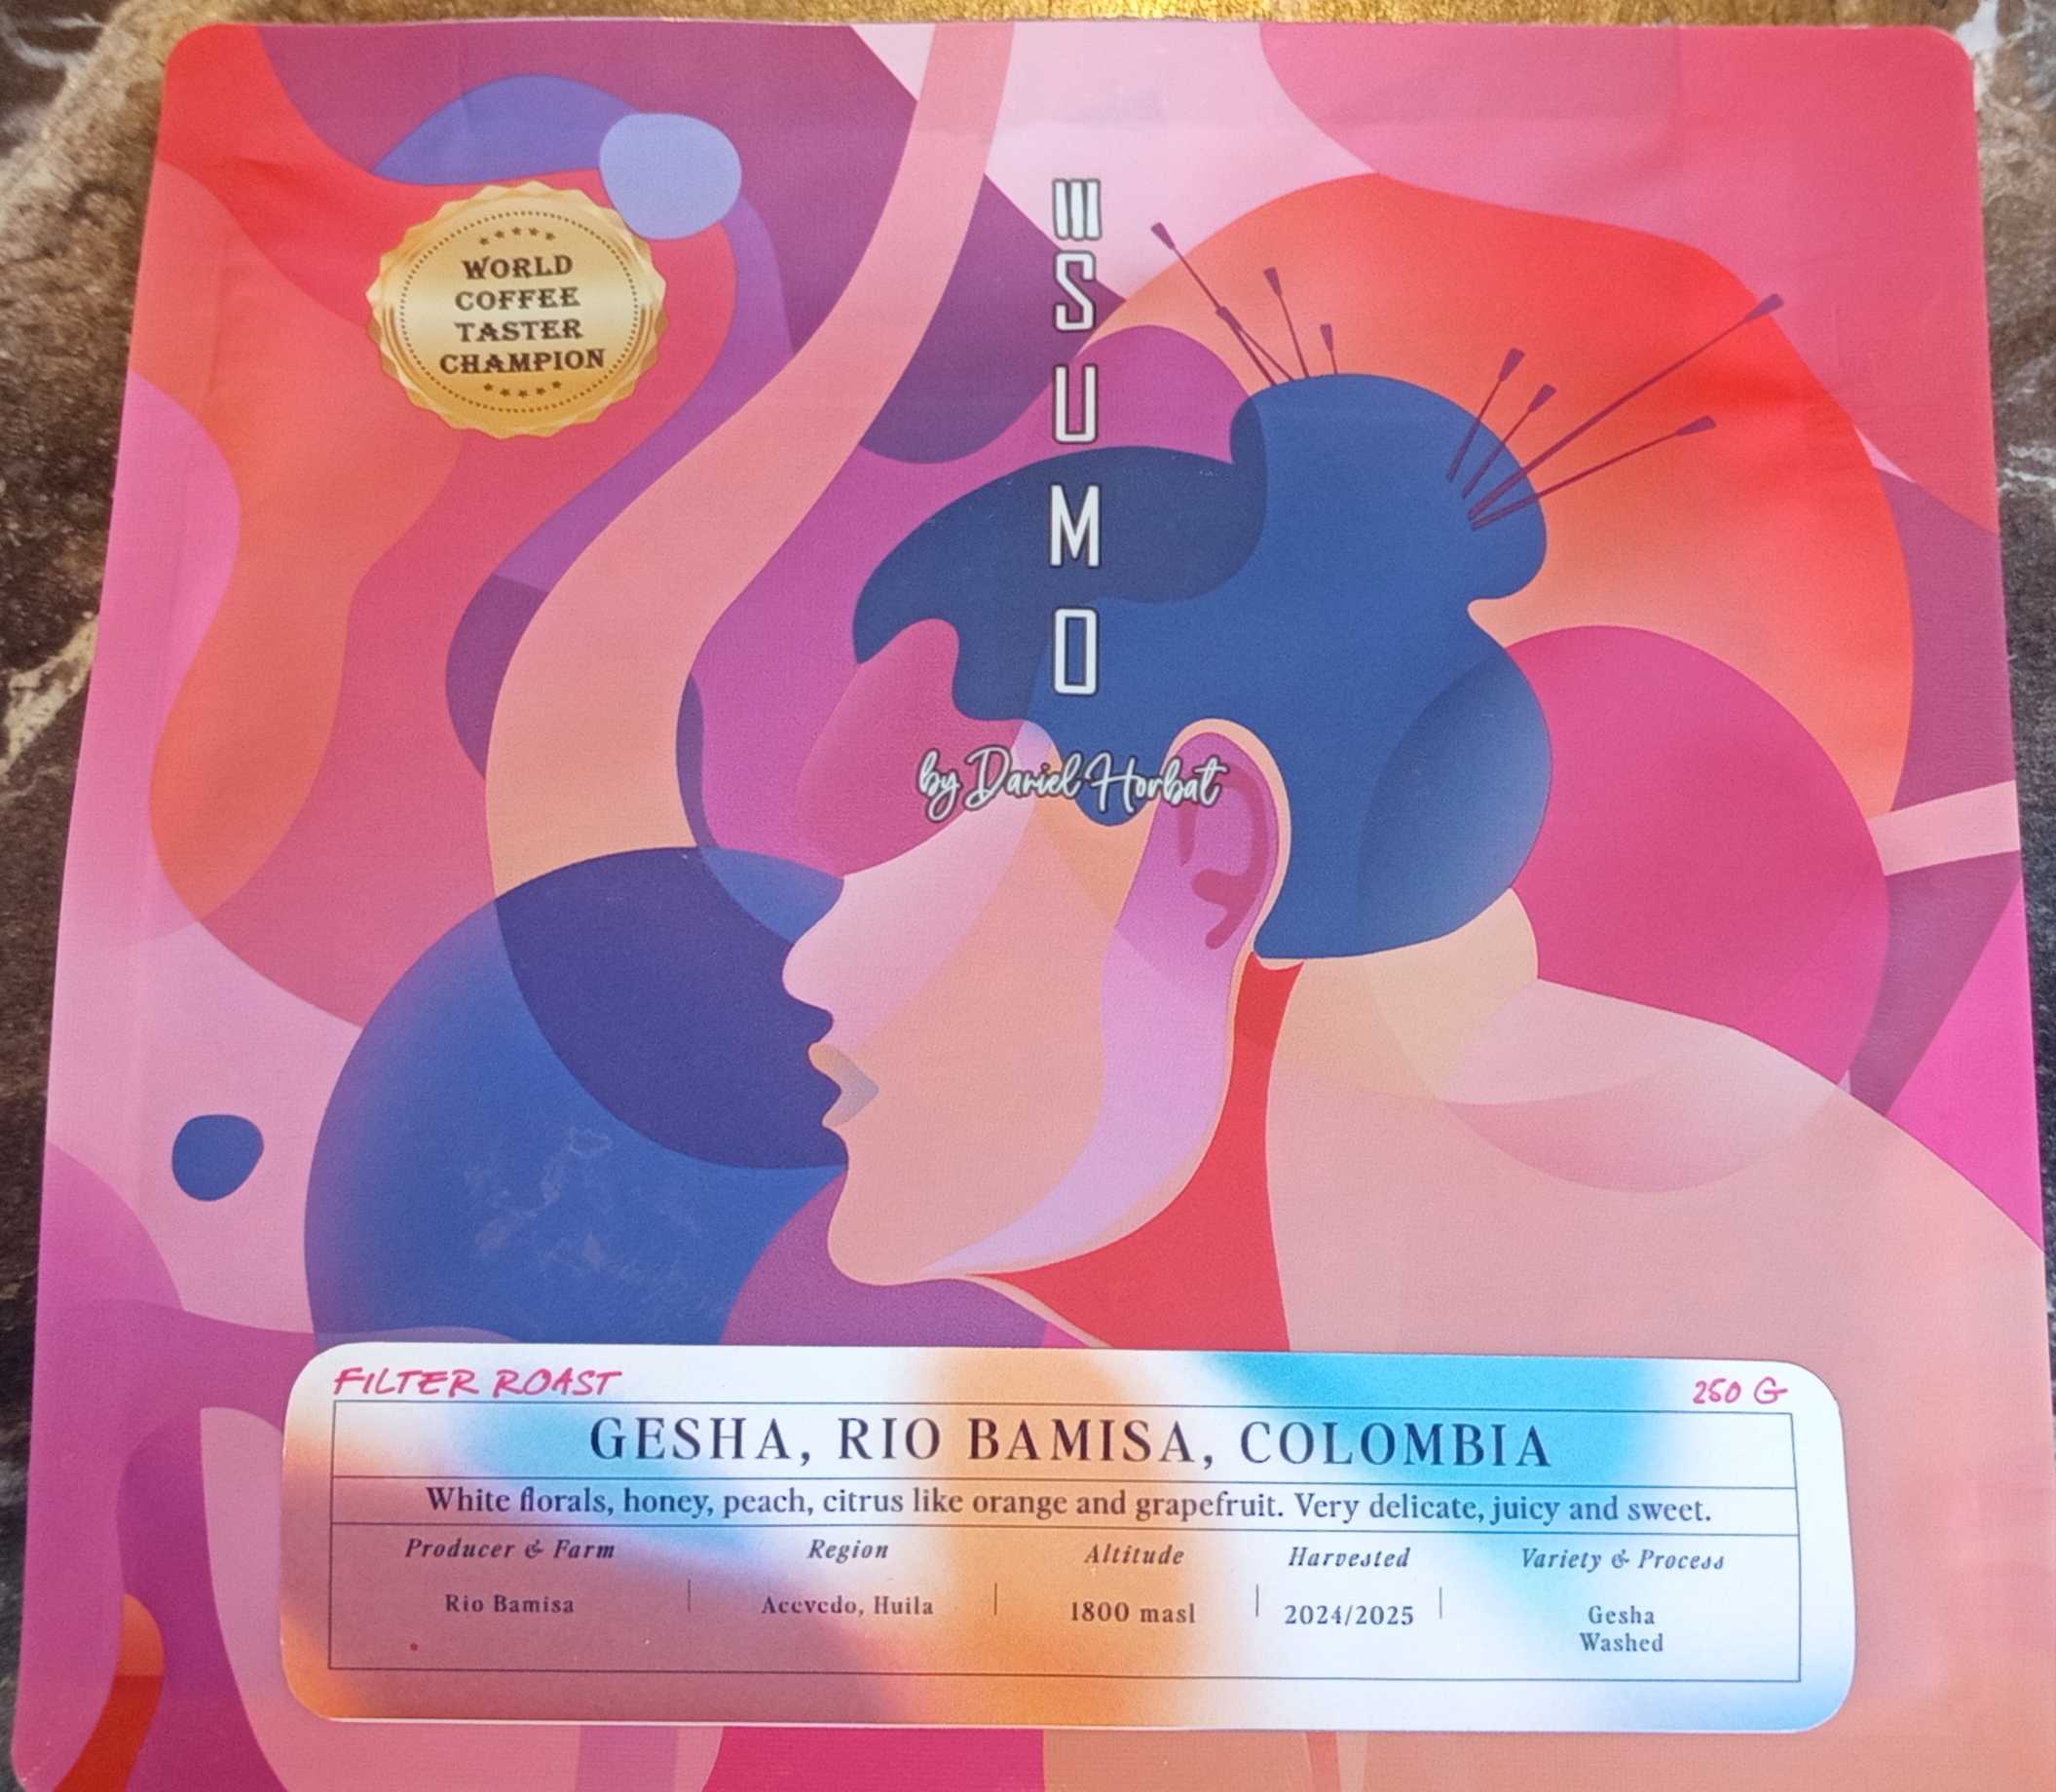 WORLD
COFFEE
TASTER
CHAMPION
SUMO
by Daniel Horbat
FILTER ROAST
250 G
GESHA, RIO BAMISA, COLOMBIA
White florals, honey, peach, citrus like orange and grapefruit. Very delicate, juicy and sweet.
Producer & Farm
Rio Bamisa
Region
Acevedo, Huila
Altitude
1800 masl
Harvested
2024/2025
Variety & Process
Gesha
Washed